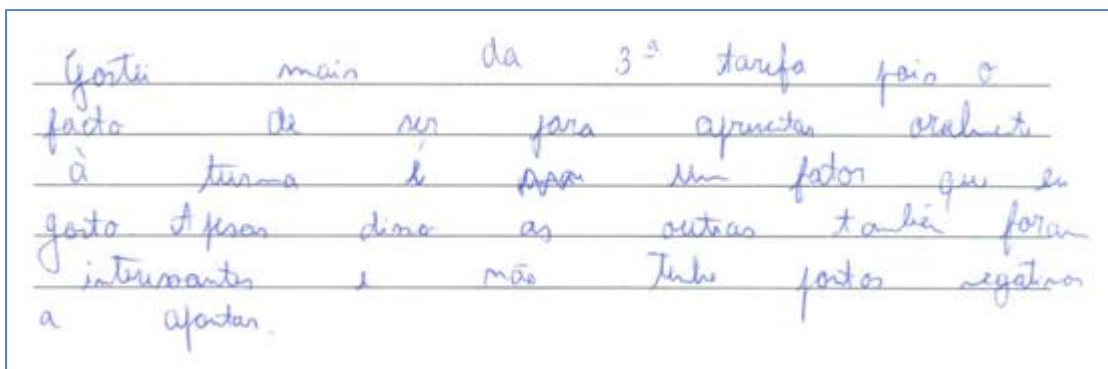 Gostei mais da 3ª tarefa pois o
facto de ser para apresentar oralmente
à turma é um fator que eu
gosto. Apesar disso as outras também foram
interessantes e não tenho pontos negativos
a apontar.